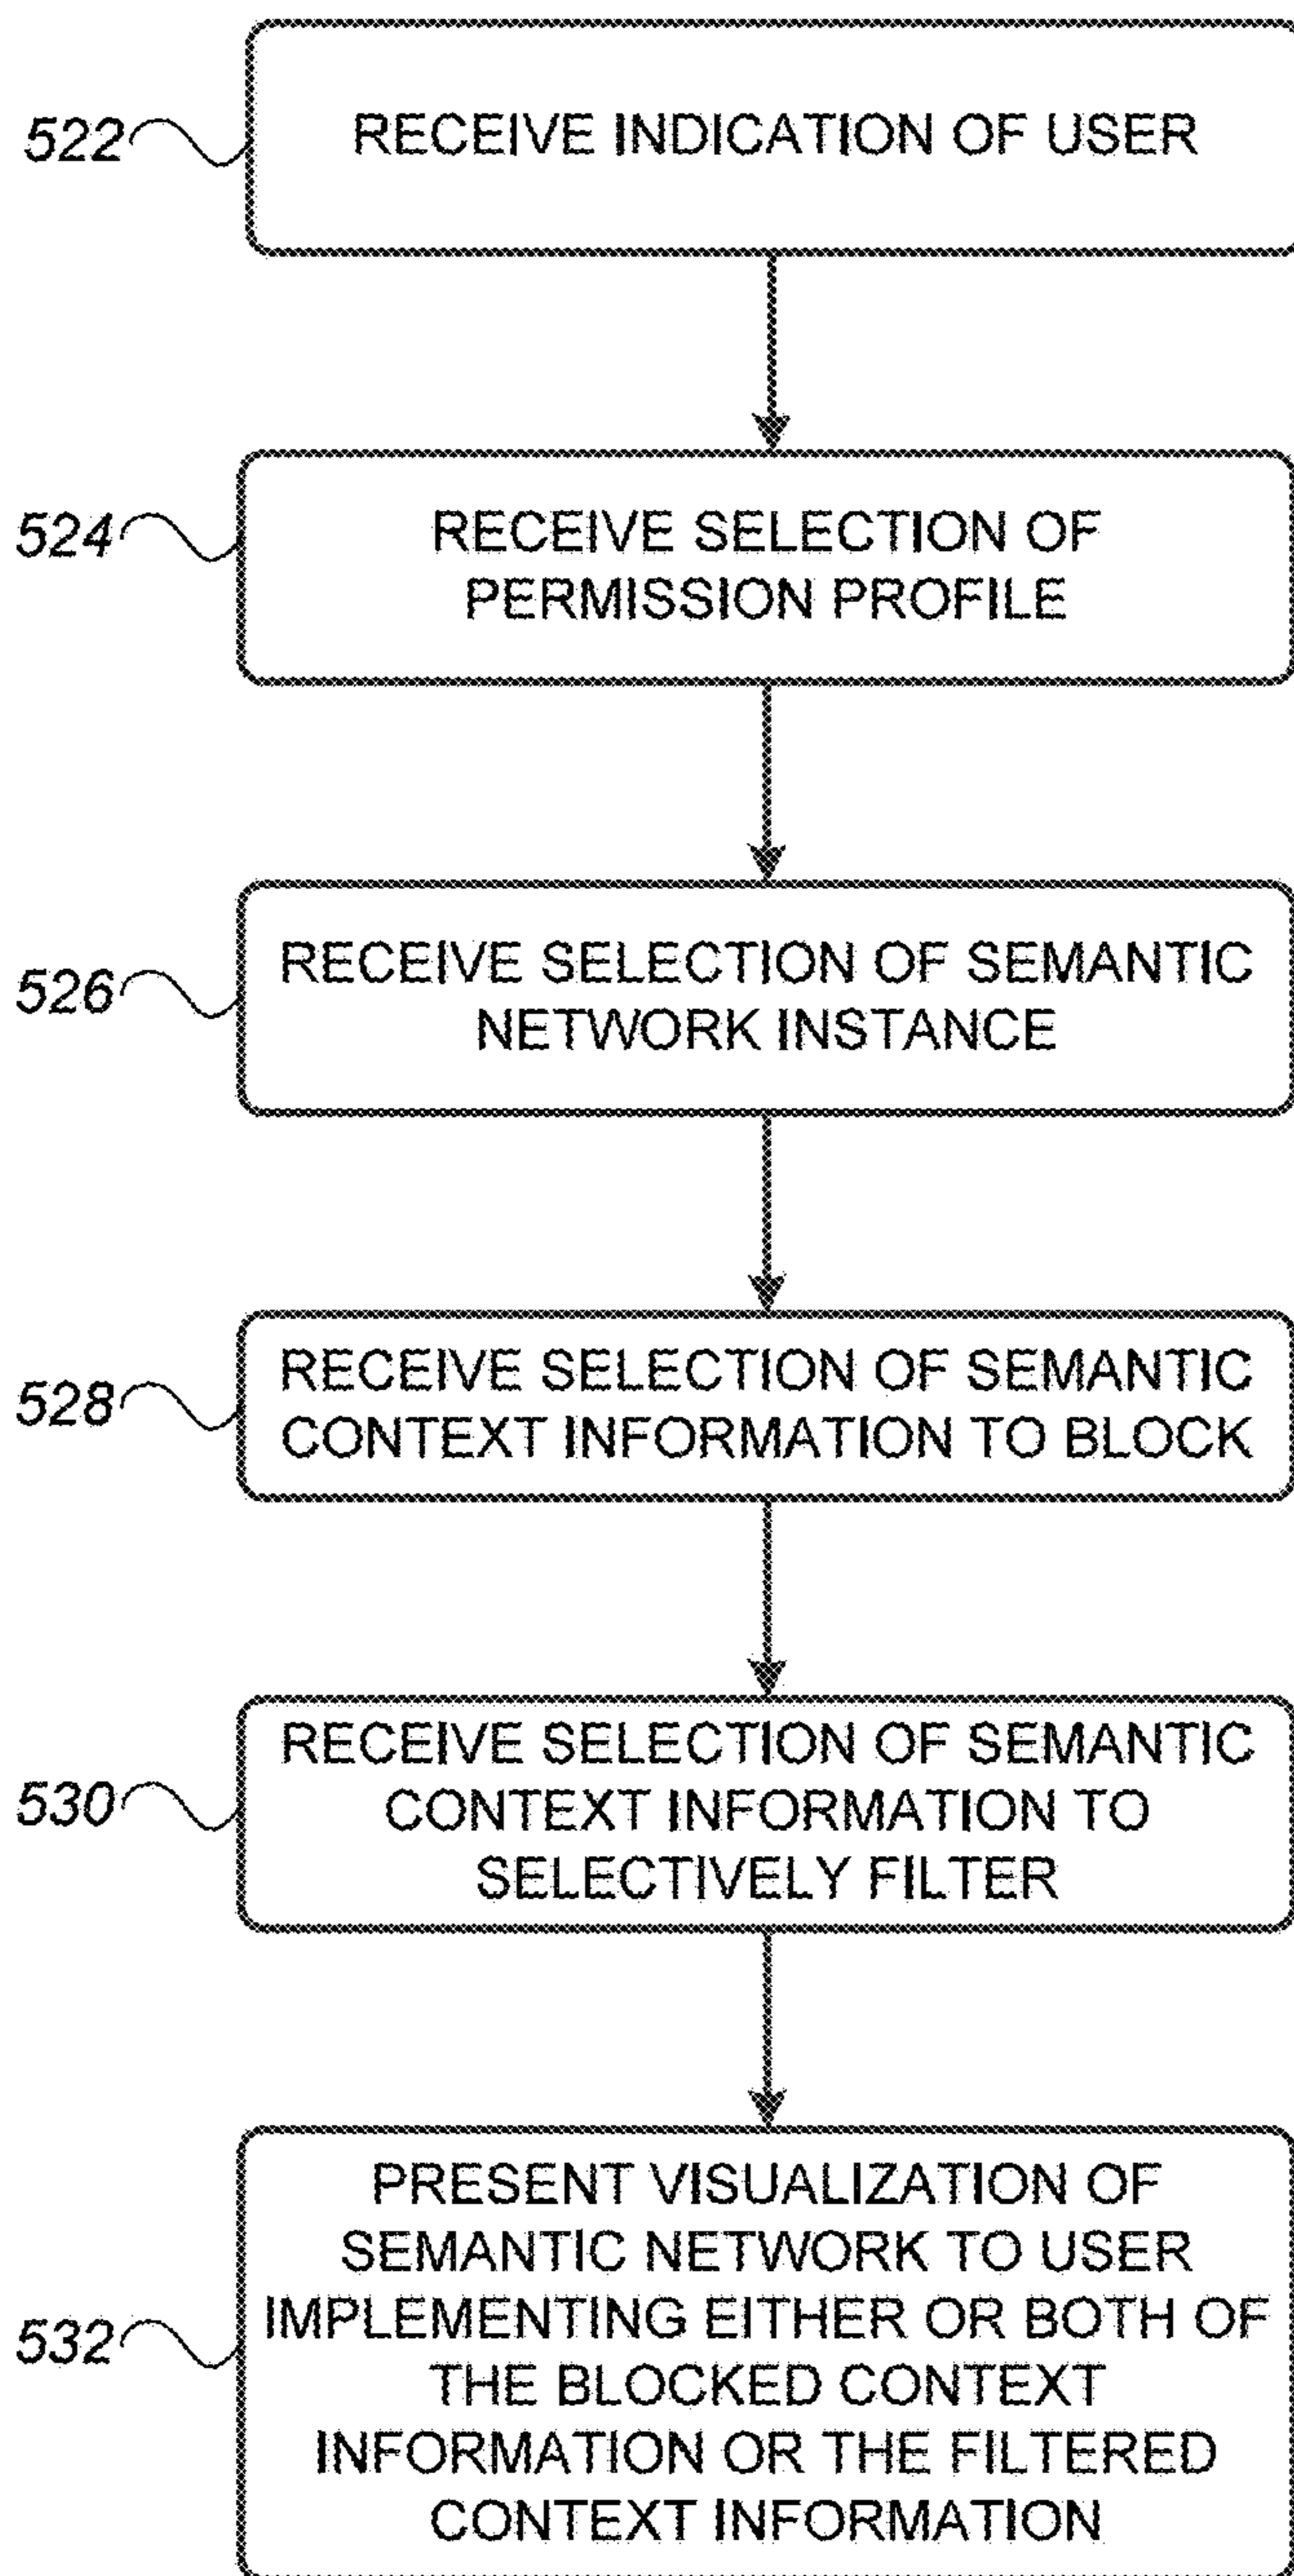 522
RECEIVE INDICATION OF USER
524
RECEIVE SELECTION OF
PERMISSION PROFILE
526
RECEIVE SELECTION OF SEMANTIC
NETWORK INSTANCE
528
RECEIVE SELECTION OF SEMANTIC
CONTEXT INFORMATION TO BLOCK
530
RECEIVE SELECTION OF SEMANTIC
CONTEXT INFORMATION TO
SELECTIVELY FILTER
532
PRESENT VISUALIZATION OF
SEMANTIC NETWORK TO USER
IMPLEMENTING EITHER OR BOTH OF
THE BLOCKED CONTEXT
INFORMATION OR THE FILTERED
CONTEXT INFORMATION